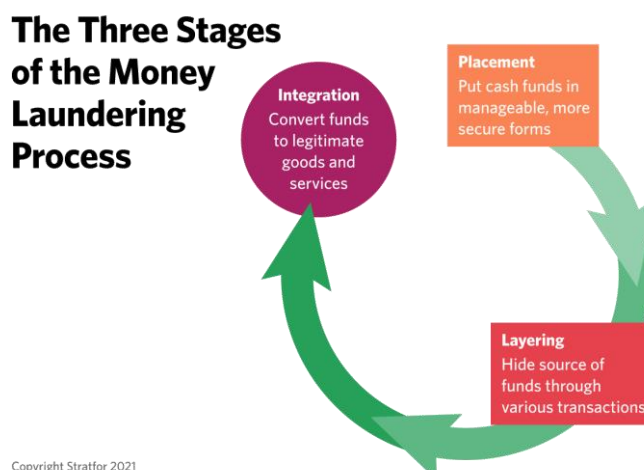 The Three Stages
of the Money
Laundering
Process
Integration
Convert funds
to legitimate
goods and
services
Placement
Put cash funds in
manageable, more
secure forms
Layering
Hide source of
funds through
various transactions
Copyright Stratfor 2021